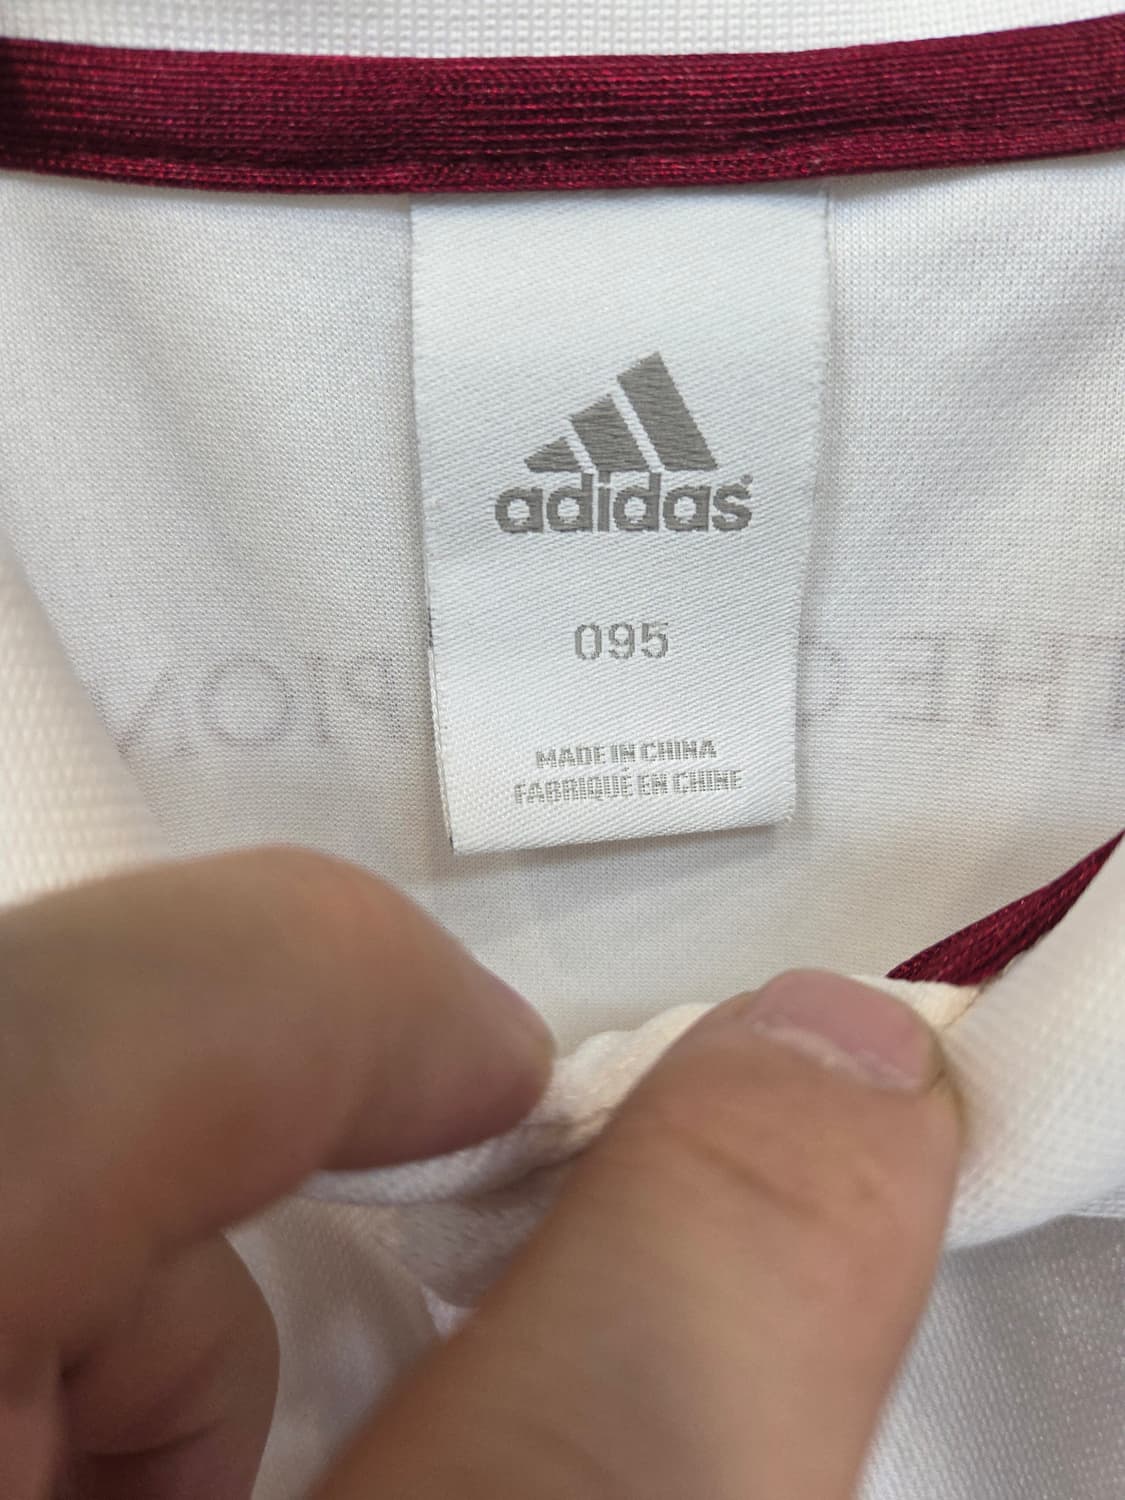 adidas®
095
MADE IN CHINA
FABRIQUÉ EN CHINE